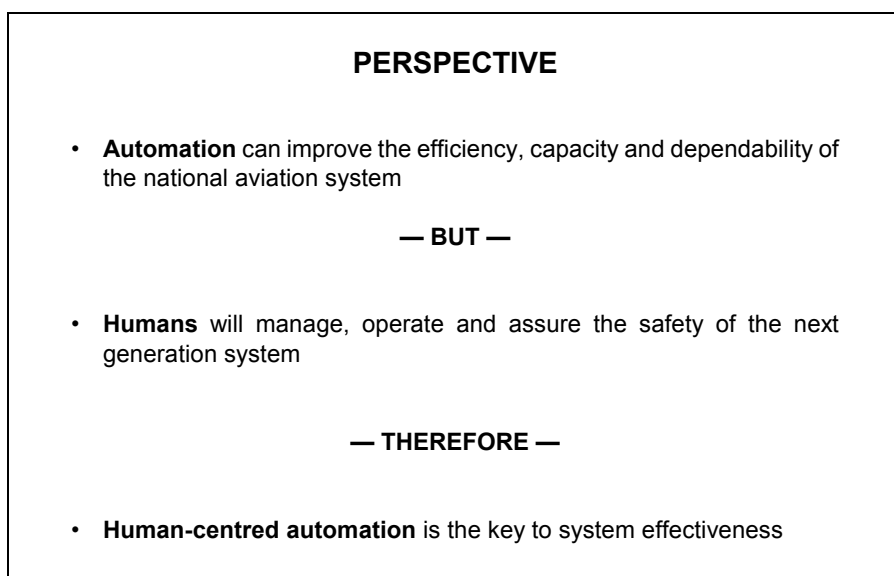 PERSPECTIVE
• Automation can improve the efficiency, capacity and dependability of
the national aviation system
— BUT —
• Humans will manage, operate and assure the safety of the next
generation system
— THEREFORE —
• Human-centred automation is the key to system effectiveness